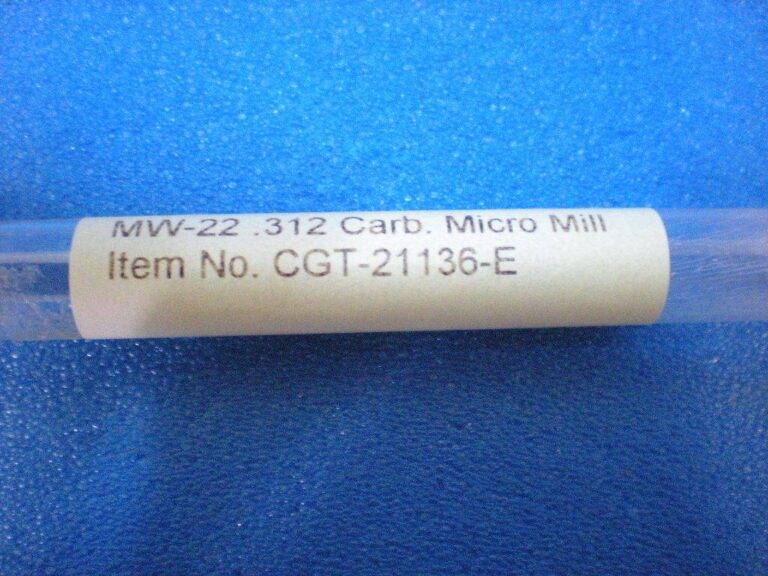 MW-22 .312 Carb. Micro Mill
Item No. CGT-21136-E